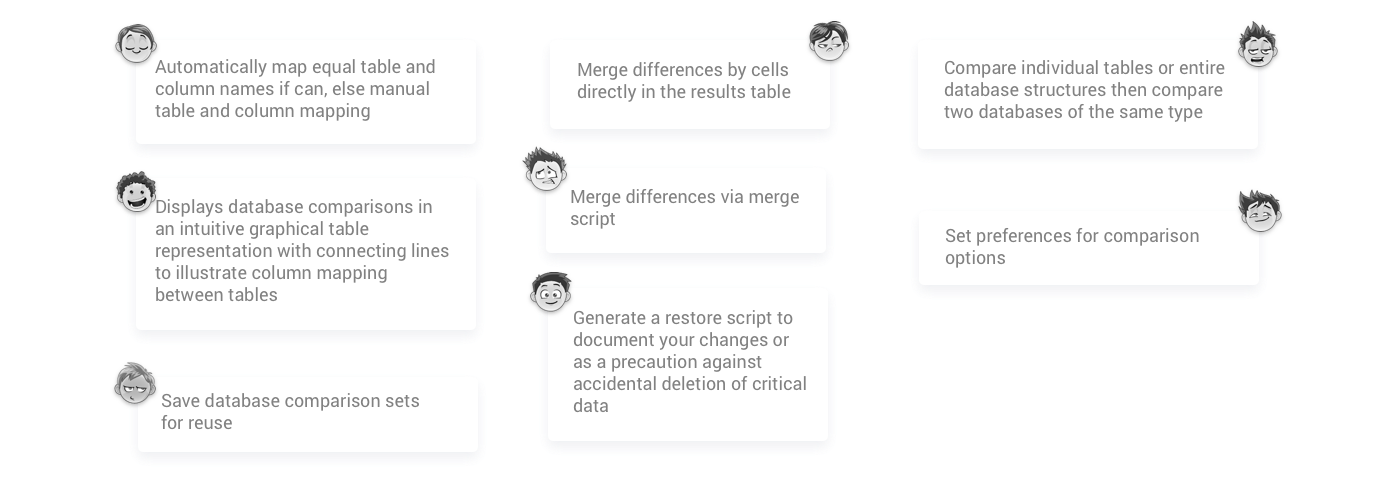 Automatically map equal table and
column names if can, else manual
table and column mapping
Displays database comparisons in
an intuitive graphical table
representation with connecting lines
to illustrate column mapping
between tables
Save database comparison sets
for reuse
Merge differences by cells
directly in the results table
Merge differences via merge
script
Generate a restore script to
document your changes or
as a precaution against
accidental deletion of critical
data
Compare individual tables or entire
database structures then compare
two databases of the same type
Set preferences for comparison
options